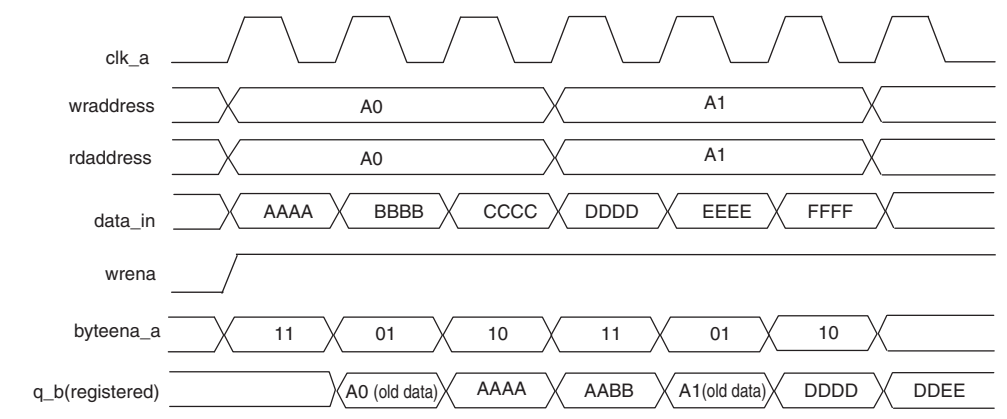 clk_a
wraddress A0 A1
rdaddress A0 A1
data_in AAAA BBBB CCCC DDDD EEEE FFFF
wrena
byteena_a 11 01 10 11 01 10
q_b(registered) A0 (old data) AAAA AABB A1(old data) DDDD DDEE